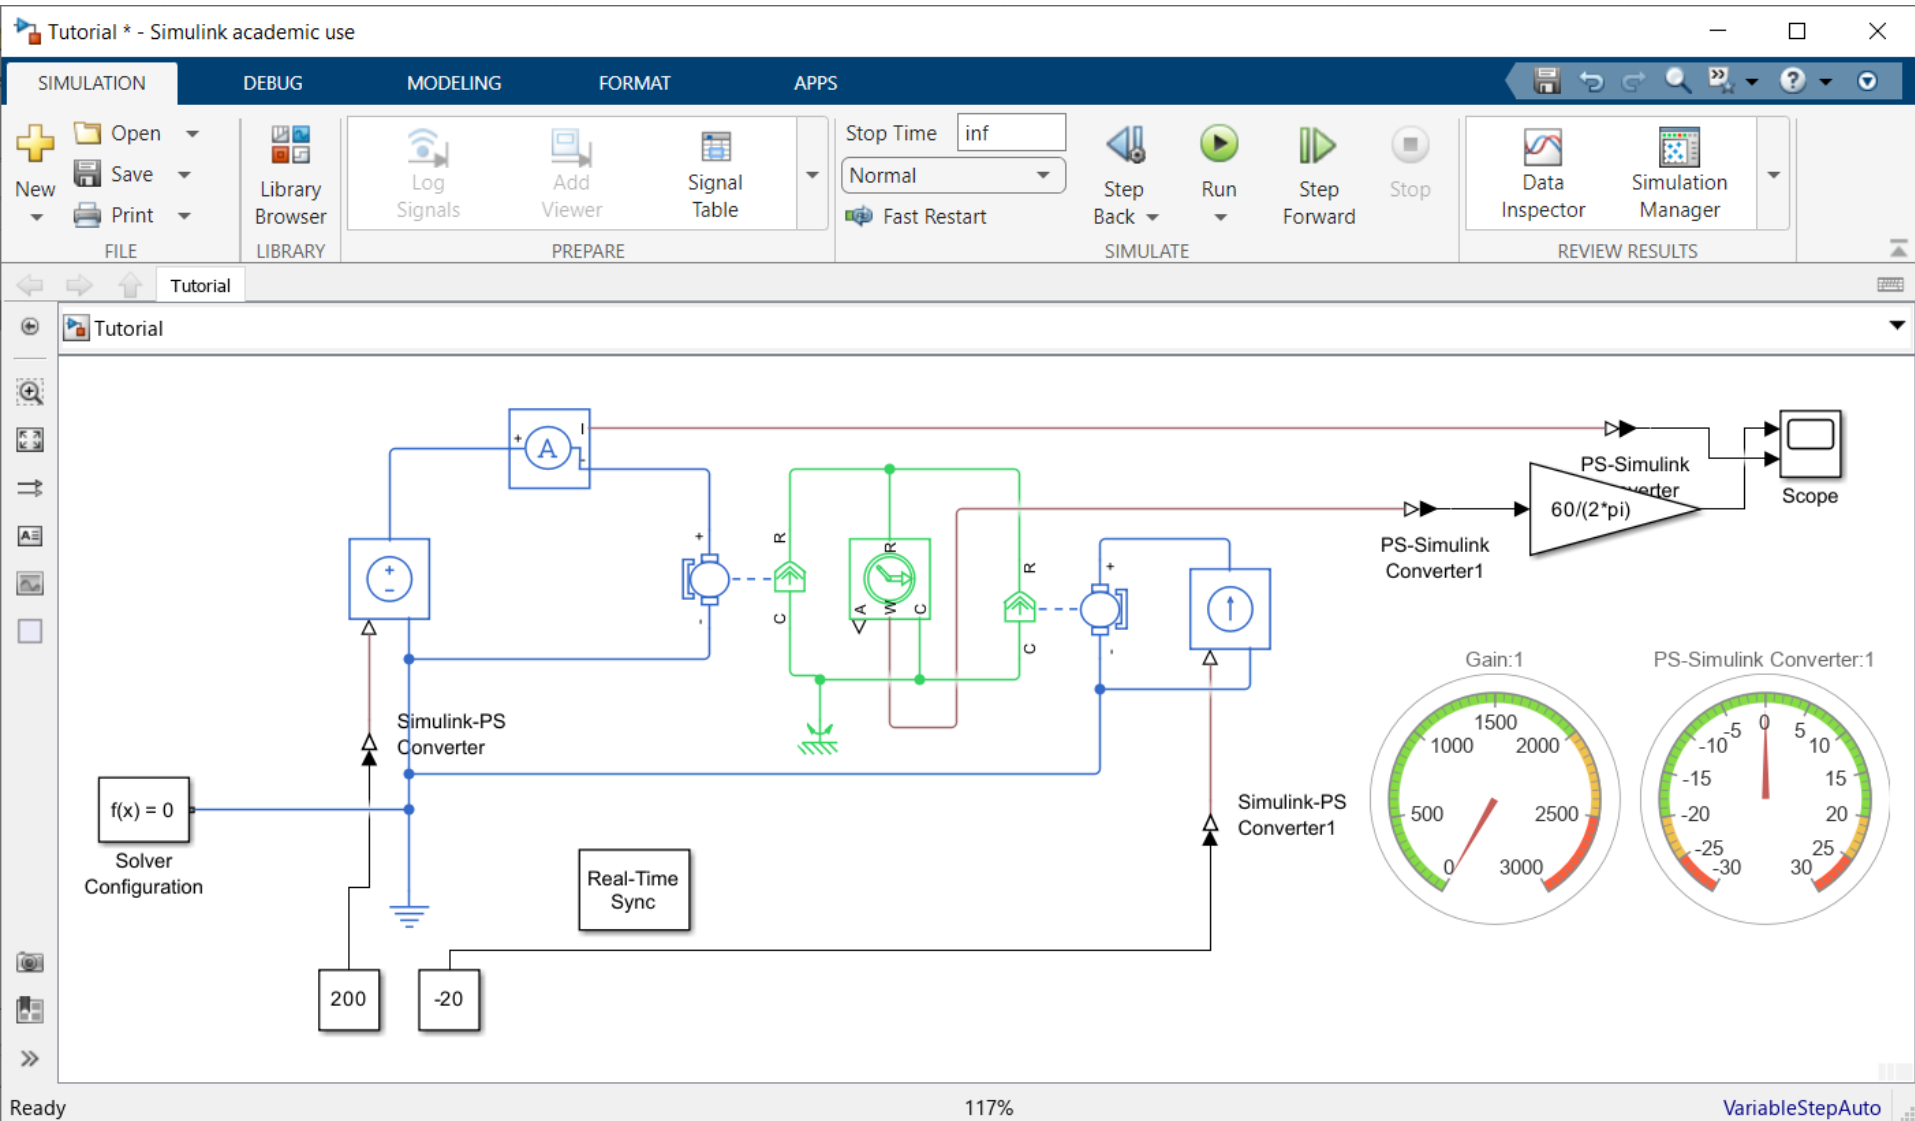 Tutorial * - Simulink academic use
SIMULATION
DEBUG
MODELING
FORMAT
APPS
New
Open
Save
Print
FILE
Library
Browser
LIBRARY
Log
Signals
Add
Viewer
Signal
Table
PREPARE
Stop Time
inf
Normal
Fast Restart
Step
Back
Run
Step
Forward
Stop
SIMULATE
Data
Inspector
Simulation
Manager
REVIEW RESULTS
Tutorial
Tutorial
+ A I -
+
-
+
-
R
C
R
A W C
R
C
+
-
PS-Simulink
60/(2*pi)
Scope
PS-Simulink
Converter1
Simulink-PS
Converter
f(x) = 0
Solver
Configuration
Real-Time
Sync
200
-20
Simulink-PS
Converter1
Gain:1
0
500
1000
1500
2000
2500
3000
PS-Simulink Converter:1
-30
-25
-20
-15
-10
-5
0
5
10
15
20
25
30
Ready
117%
VariableStepAuto